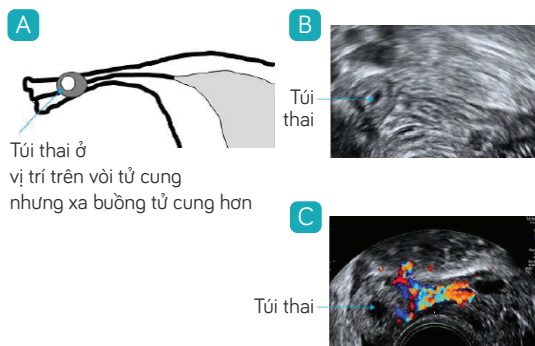 A
Túi thai ở
vị trí trên vòi tử cung
nhưng xa buồng tử cung hơn
B
Túi
thai
C
Túi thai